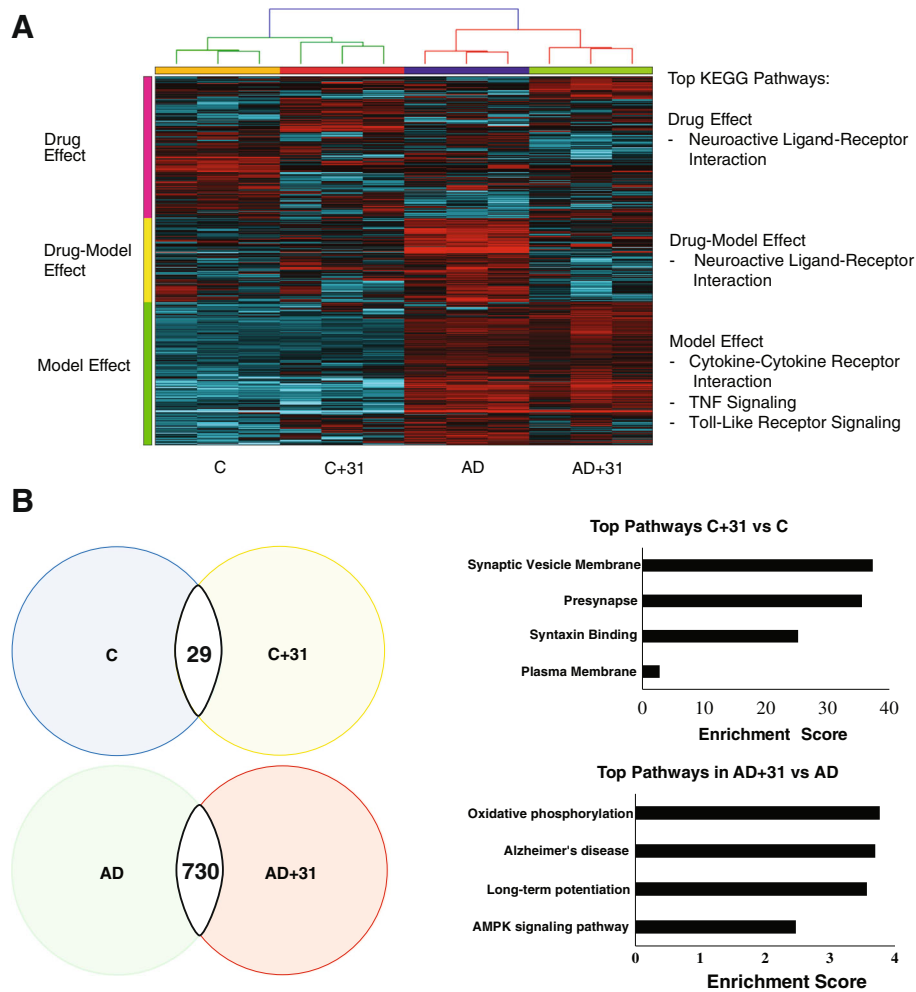 A
Top KEGG Pathways:
Drug
Effect
Drug Effect
- Neuroactive Ligand-Receptor
Interaction
Drug-Model
Effect
Drug-Model Effect
- Neuroactive Ligand-Receptor
Interaction
Model Effect
Model Effect
- Cytokine-Cytokine Receptor
Interaction
- TNF Signaling
- Toll-Like Receptor Signaling
C C+31 AD AD+31
B
C 29 C+31
AD 730 AD+31
Top Pathways C+31 vs C
Synaptic Vesicle Membrane
Presynapse
Syntaxin Binding
Plasma Membrane
0 10 20 30 40
Enrichment Score
Top Pathways in AD+31 vs AD
Oxidative phosphorylation
Alzheimer's disease
Long-term potentiation
AMPK signaling pathway
0 1 2 3 4
Enrichment Score